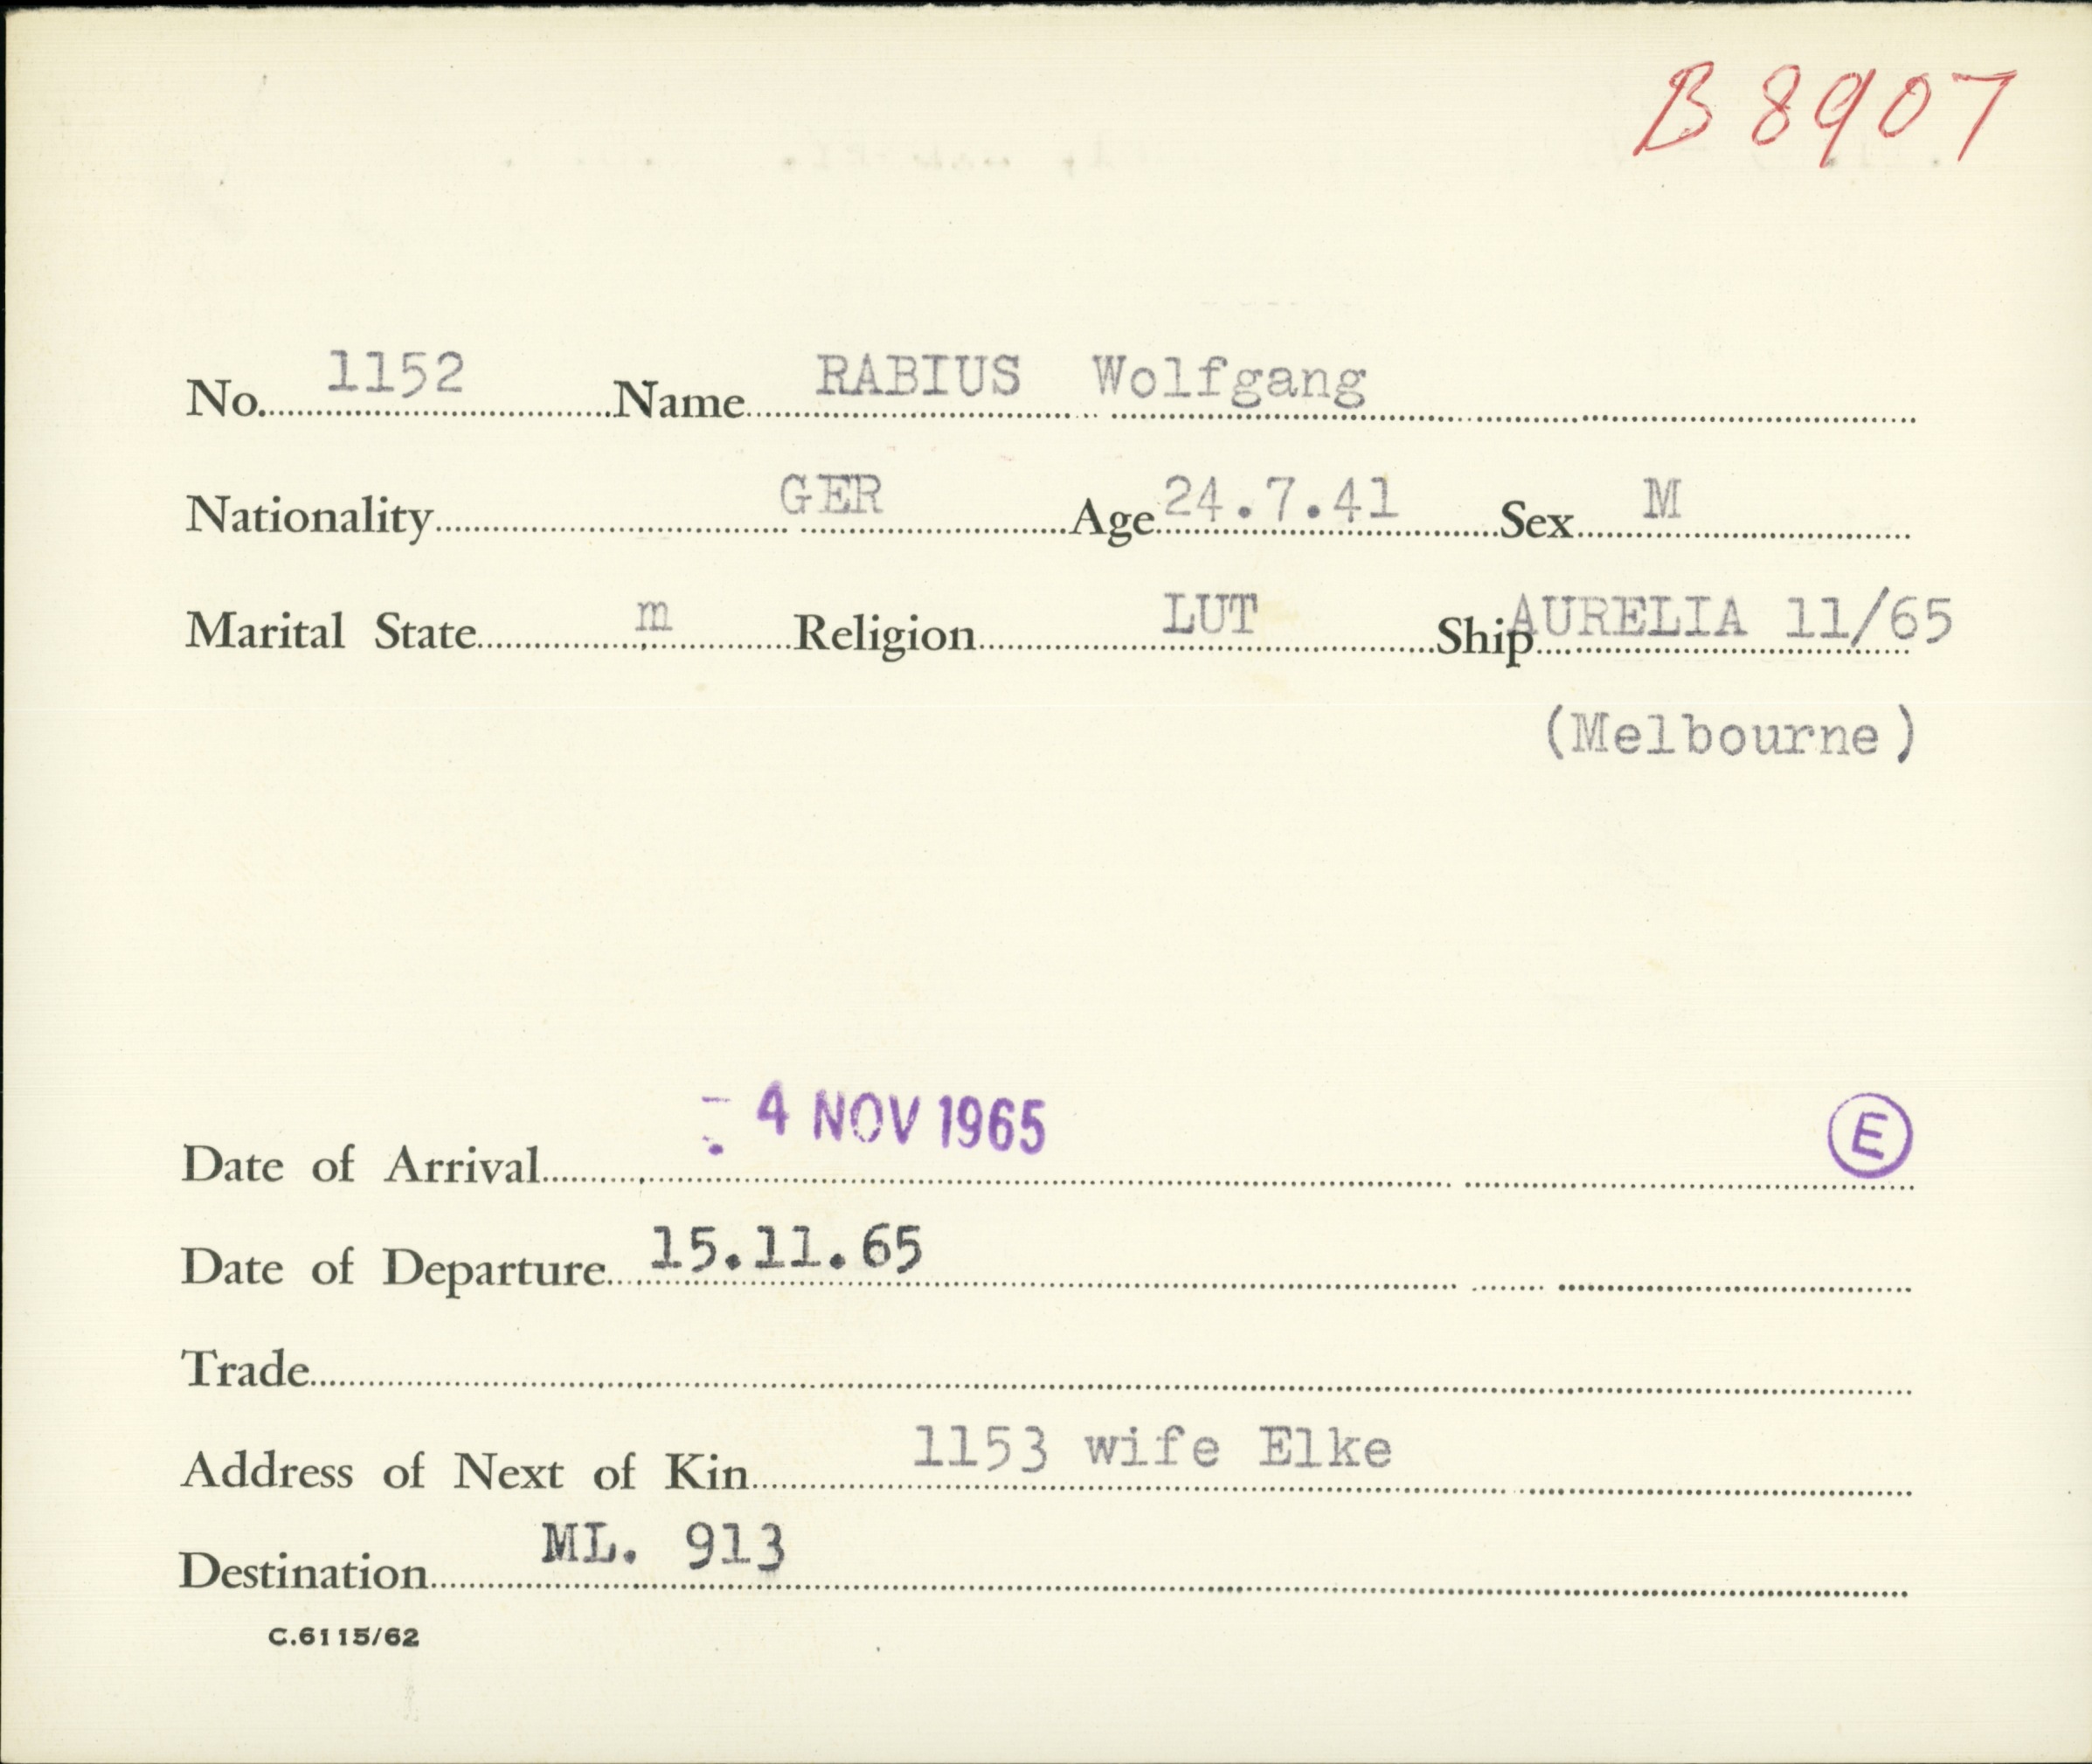 B 8907
No. 1152 Name RABIUS Wolfgang
Nationality GER Age 24.7.41 Sex M
Marital State m Religion LUT Ship AURELIA 11/65
(Melbourne)
Date of Arrival - 4 NOV 1965 E
Date of Departure 15.11.65
Trade
Address of Next of Kin 1153 wife Elke
Destination ML. 913
C.6115/62